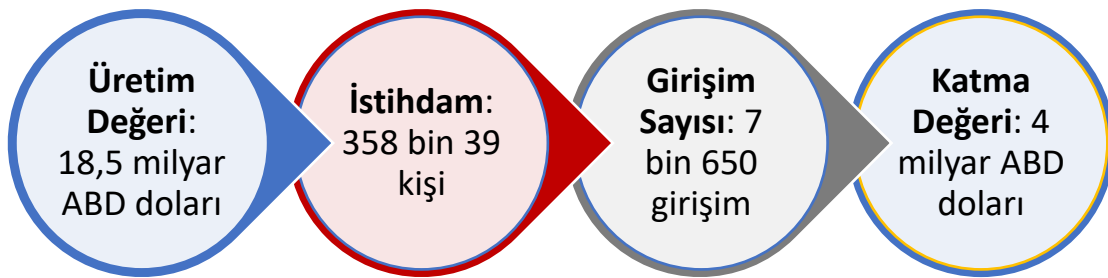 Üretim
Değeri:
18,5 milyar
ABD doları
İstihdam:
358 bin 39
kişi
Girişim
Sayısı: 7
bin 650
girişim
Katma
Değeri: 4
milyar ABD
doları